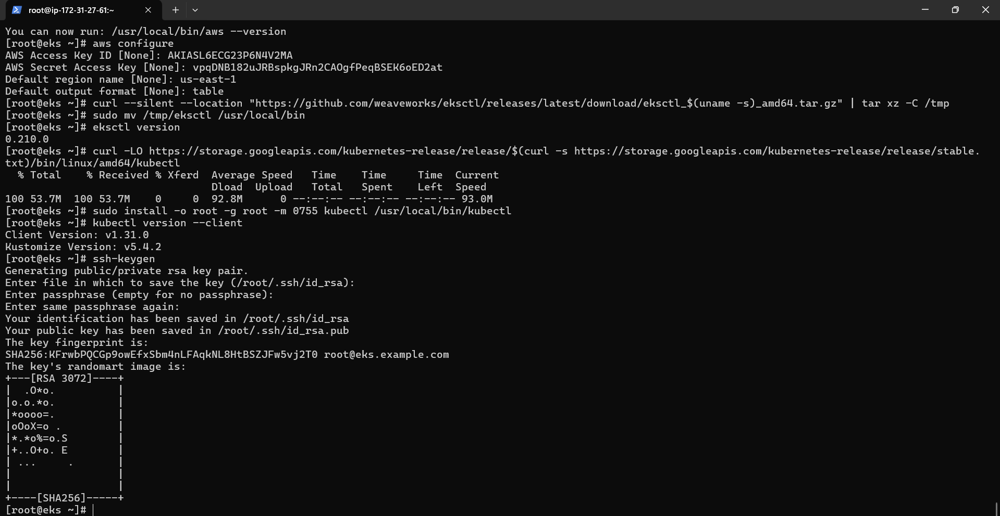 root@ip-172-31-27-61:~
You can now run: /usr/local/bin/aws --version
[root@eks ~]# aws configure
AWS Access Key ID [None]: AKIASL6ECG23P6N4V2MA
AWS Secret Access Key [None]: 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
Default region name [None]: us-east-1
Default output format [None]: table
[root@eks ~]# curl --silent --location "https://github.com/weaveworks/eksctl/releases/latest/download/eksctl_$(uname -s)_amd64.tar.gz" | tar xz -C /tmp
[root@eks ~]# sudo mv /tmp/eksctl /usr/local/bin
[root@eks ~]# eksctl version
0.210.0
[root@eks ~]# curl -LO https://storage.googleapis.com/kubernetes-release/release/$(curl -s https://storage.googleapis.com/kubernetes-release/release/stable.
txt)/bin/linux/amd64/kubectl
  % Total    % Received % Xferd  Average Speed   Time    Time     Time  Current
                                 Dload  Upload   Total   Spent    Left  Speed
100 53.7M  100 53.7M    0     0  92.8M      0 --:--:-- --:--:-- --:--:-- 93.0M
[root@eks ~]# sudo install -o root -g root -m 0755 kubectl /usr/local/bin/kubectl
[root@eks ~]# kubectl version --client
Client Version: v1.31.0
Kustomize Version: v5.4.2
[root@eks ~]# ssh-keygen
Generating public/private rsa key pair.
Enter file in which to save the key (/root/.ssh/id_rsa):
Enter passphrase (empty for no passphrase):
Enter same passphrase again:
Your identification has been saved in /root/.ssh/id_rsa
Your public key has been saved in /root/.ssh/id_rsa.pub
The key fingerprint is:
SHA256:KFrwbPQCGp9owEfxSbm4nLFAqkNL8HtBSZJFw5vj2T0 root@eks.example.com
The key's randomart image is:
+---[RSA 3072]----+
|  .O*o.          |
|o.o.*o.          |
|*oooo=.          |
|oOoX=o .         |
|*.*o%=o.S        |
|+..O+o. E        |
| ...     .       |
|                 |
|                 |
+----[SHA256]-----+
[root@eks ~]#